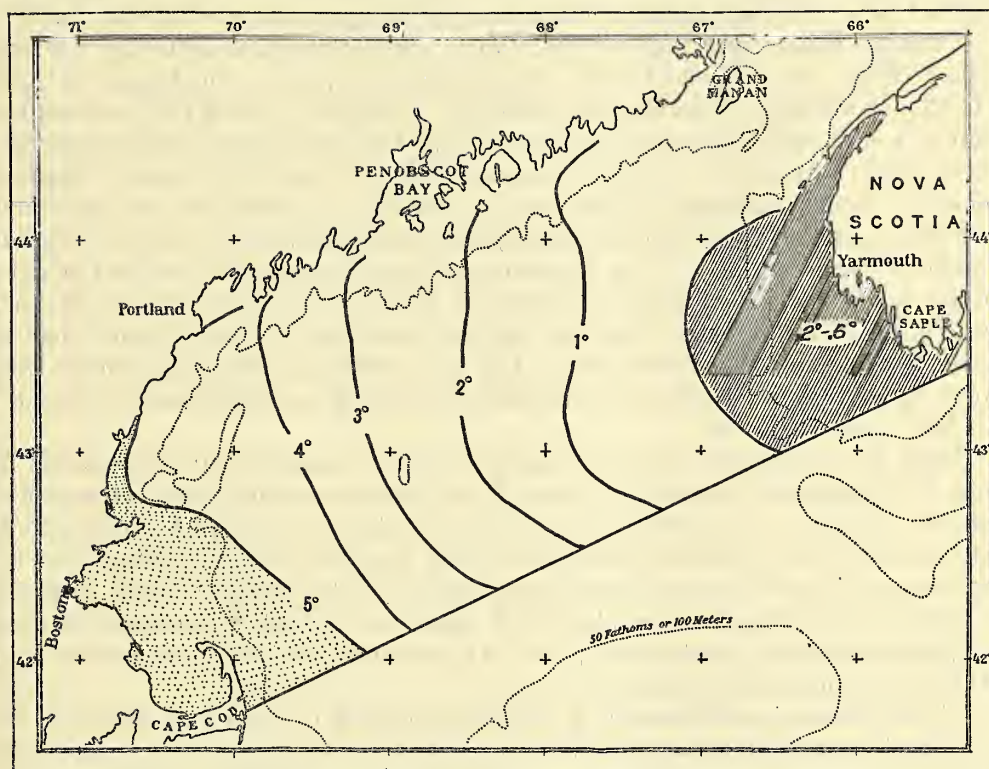 71° 70° 69° 68° 67° 66°
GRAND
MANAN
PENOBSCOT
BAY
NOVA
SCOTIA
44° 44°
Yarmouth
Portland
CAPE
SABLE
2°-.6°
1°
2°
3°
4°
43° 43°
5°
Boston
50 Fathoms or 100 Meters
42° 42°
CAPE COD